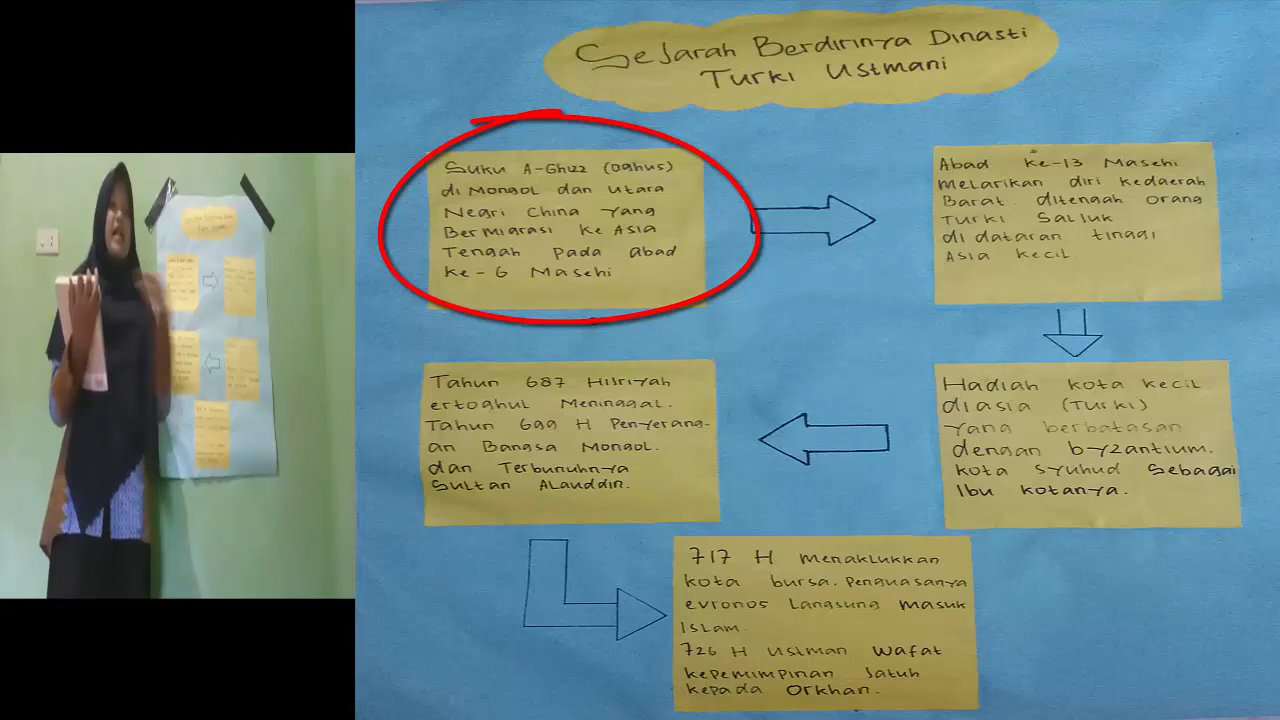 Sejarah Berdirinya Dinasti
Turki Ustmani
Suku A-Ghuzz (Oghus)
di Mongol dan Utara
Negri China yang
Bermigrasi ke Asia
Tengah pada abad
ke-6 Masehi
Abad ke-13 Masehi
melarikan diri kedaerah
Barat ditengah orang
Turki Saljuk
di dataran tinggi
Asia kecil.
Hadiah kota kecil
diasia (Turki)
yang berbatasan
dengan byzantium.
kota syuhud sebagai
Ibu kotanya.
Tahun 687 Hijriyah
ertoghul Meninggal.
Tahun 699 H Penyerang-
an Bangsa Mongol.
dan Terbunuhnya
Sultan Alauddin.
717 H menaklukkan
kota bursa. Penguasanya
evronos Langsung masuk
Islam.
726 H Ustman wafat
kepemimpinan Jatuh
kepada Orkhan.